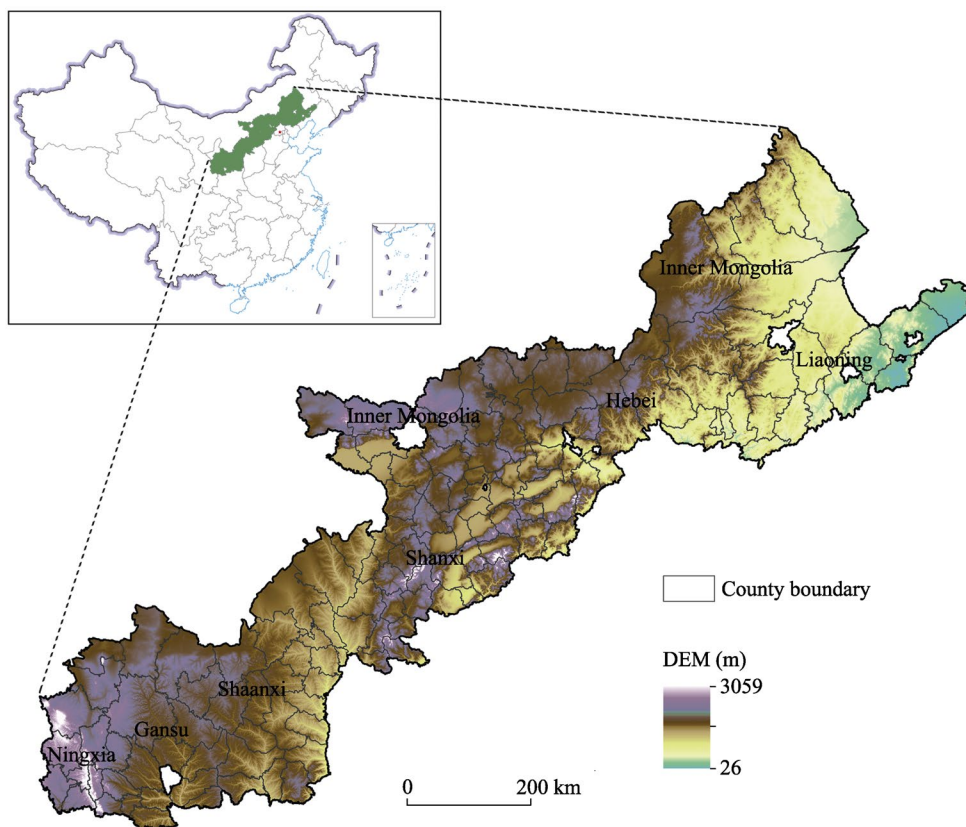 Inner Mongolia
Liaoning
Hebei
Inner Mongolia
Shanxi
County boundary
DEM (m)
3059
26
Shaanxi
Gansu
Ningxia
0 200 km